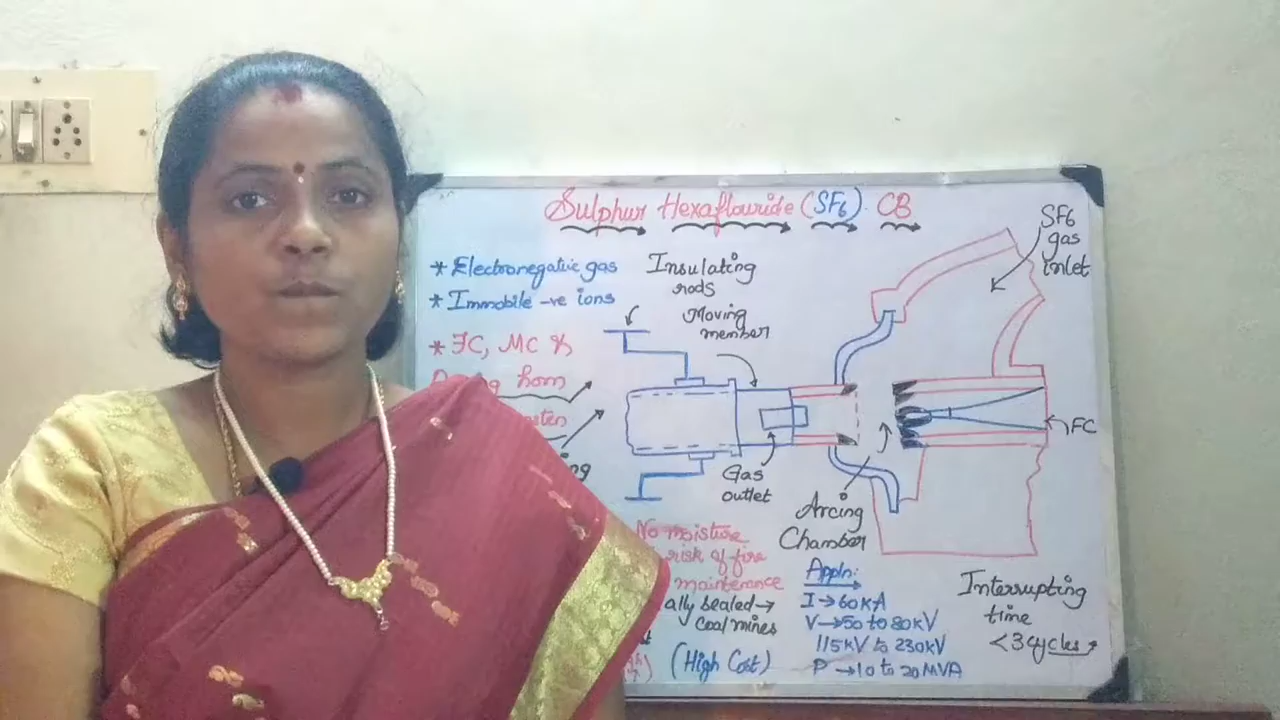 Sulphur Hexaflouride (SF6) CB
* Electronegative gas
* Immobile -ve ions
* FC, MC &
horn
Insulating
rods
Moving
member
Gas
outlet
Arcing
Chamber
SF6
gas
inlet
FC
No moisture
risk of fire
maintenance
ally sealed→
Coal mines
(High Cost)
Appln:
I→60kA
V→50 to 80kV
115kV to 230kV
P →10 to 20MVA
Interrupting
time
<3cycles